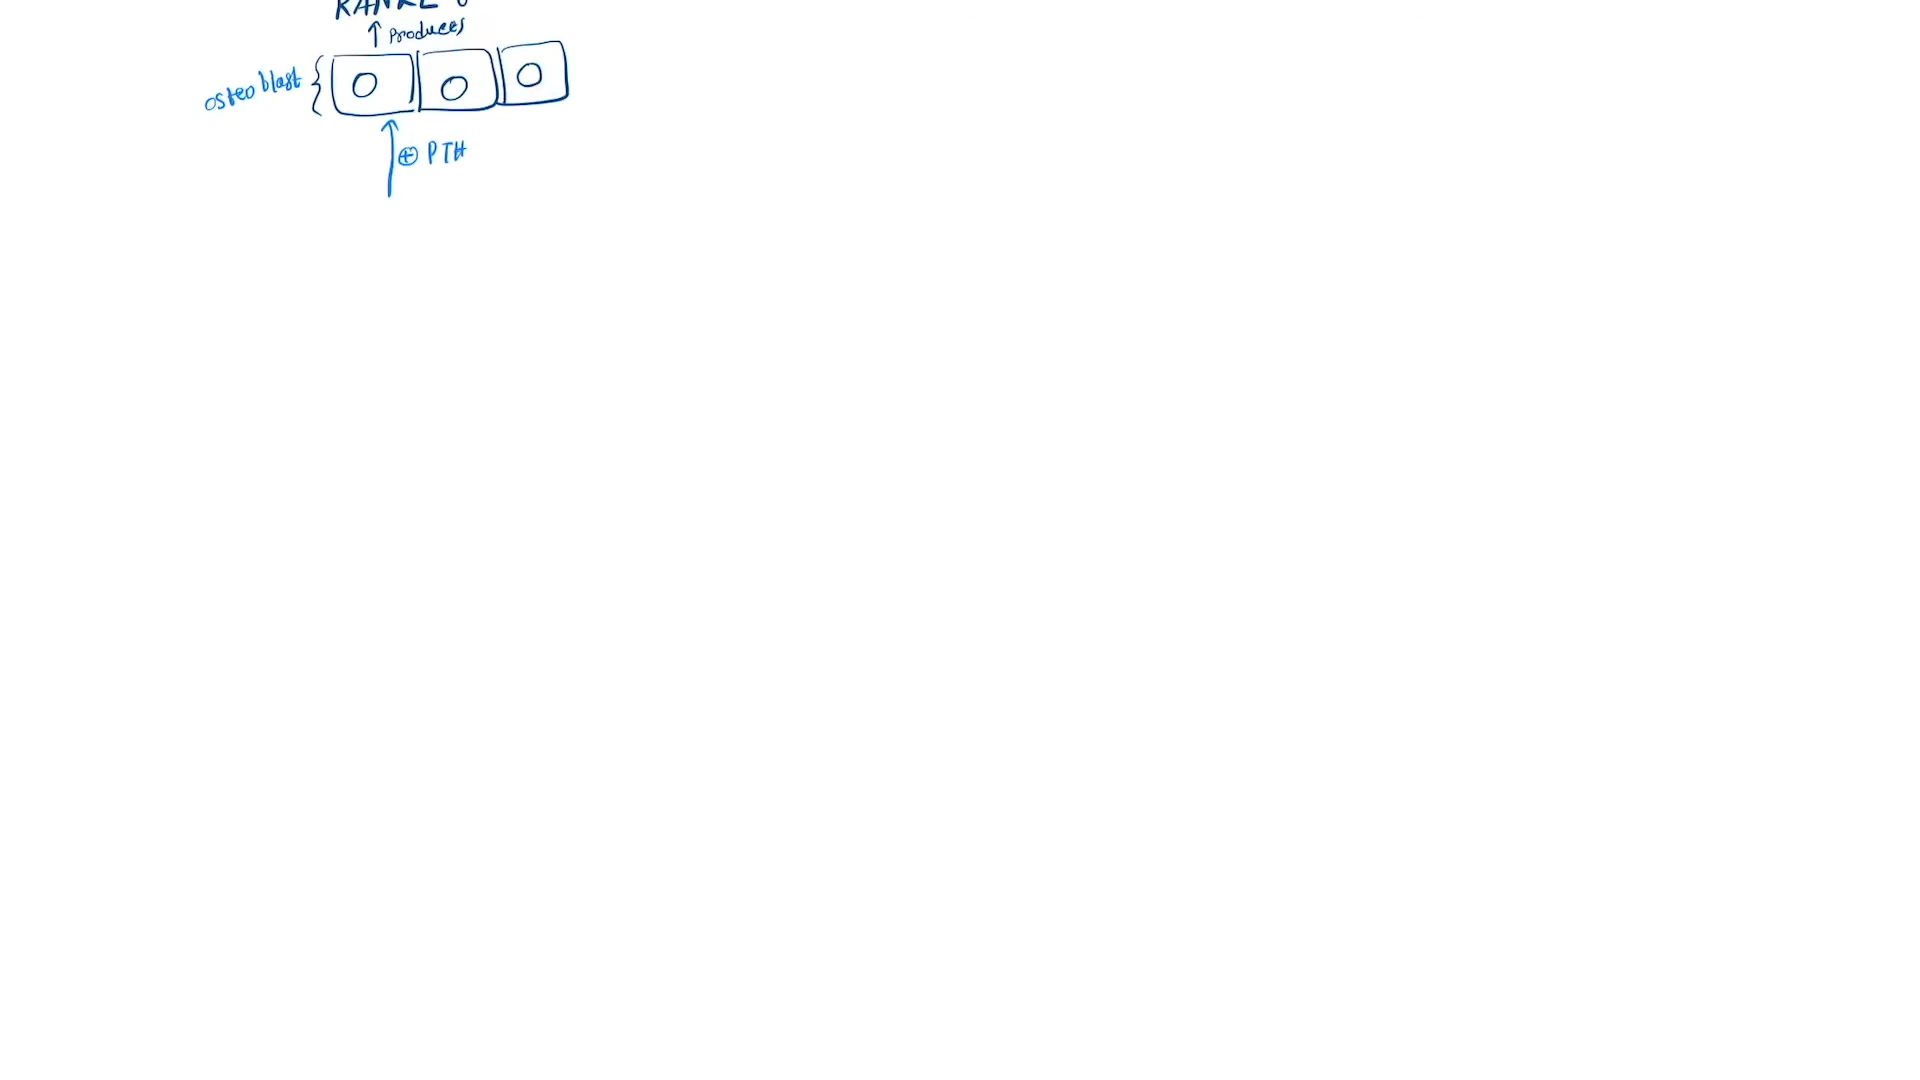 RANKL
↑ Produces
osteoblast
⊕ PTH